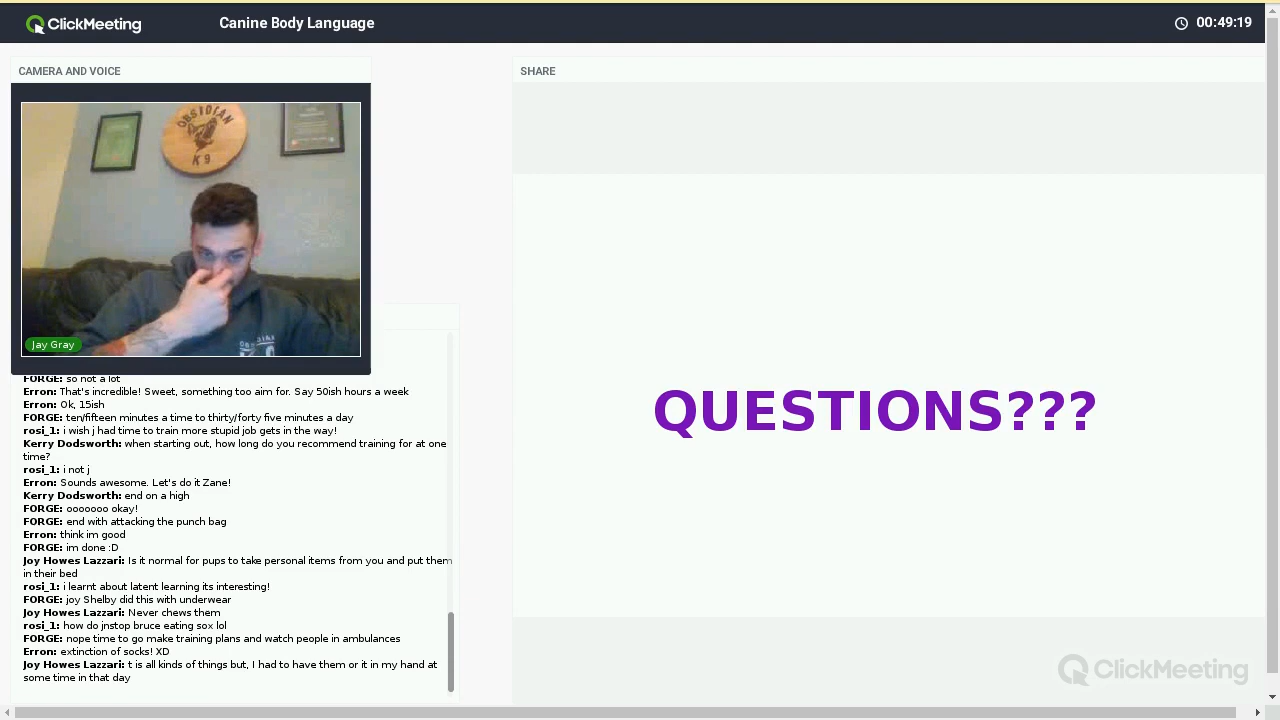 ClickMeeting
Canine Body Language
00:49:19
CAMERA AND VOICE
SHARE
OBSIDIAN
K9
Jay Gray
FORGE: so not a lot
Erron: That's incredible! Sweet, something too aim for. Say 50ish hours a week
Erron: Ok, 15ish
FORGE: ten/fifteen minutes a time to thirty/forty five minutes a day
rosi_1: i wish j had time to train more stupid job gets in the way!
Kerry Dodsworth: when starting out, how long do you recommend training for at one
time?
rosi_1: i not j
Erron: Sounds awesome. Let's do it Zane!
Kerry Dodsworth: end on a high
FORGE: ooooooo okay!
FORGE: end with attacking the punch bag
Erron: think im good
FORGE: im done :D
Joy Howes Lazzari: Is it normal for pups to take personal items from you and put them
in their bed
rosi_1: i learnt about latent learning its interesting!
FORGE: joy Shelby did this with underwear
Joy Howes Lazzari: Never chews them
rosi_1: how do jnstop bruce eating sox lol
FORGE: nope time to go make training plans and watch people in ambulances
Erron: extinction of socks! XD
Joy Howes Lazzari: t is all kinds of things but, I had to have them or it in my hand at
some time in that day
QUESTIONS???
ClickMeeting